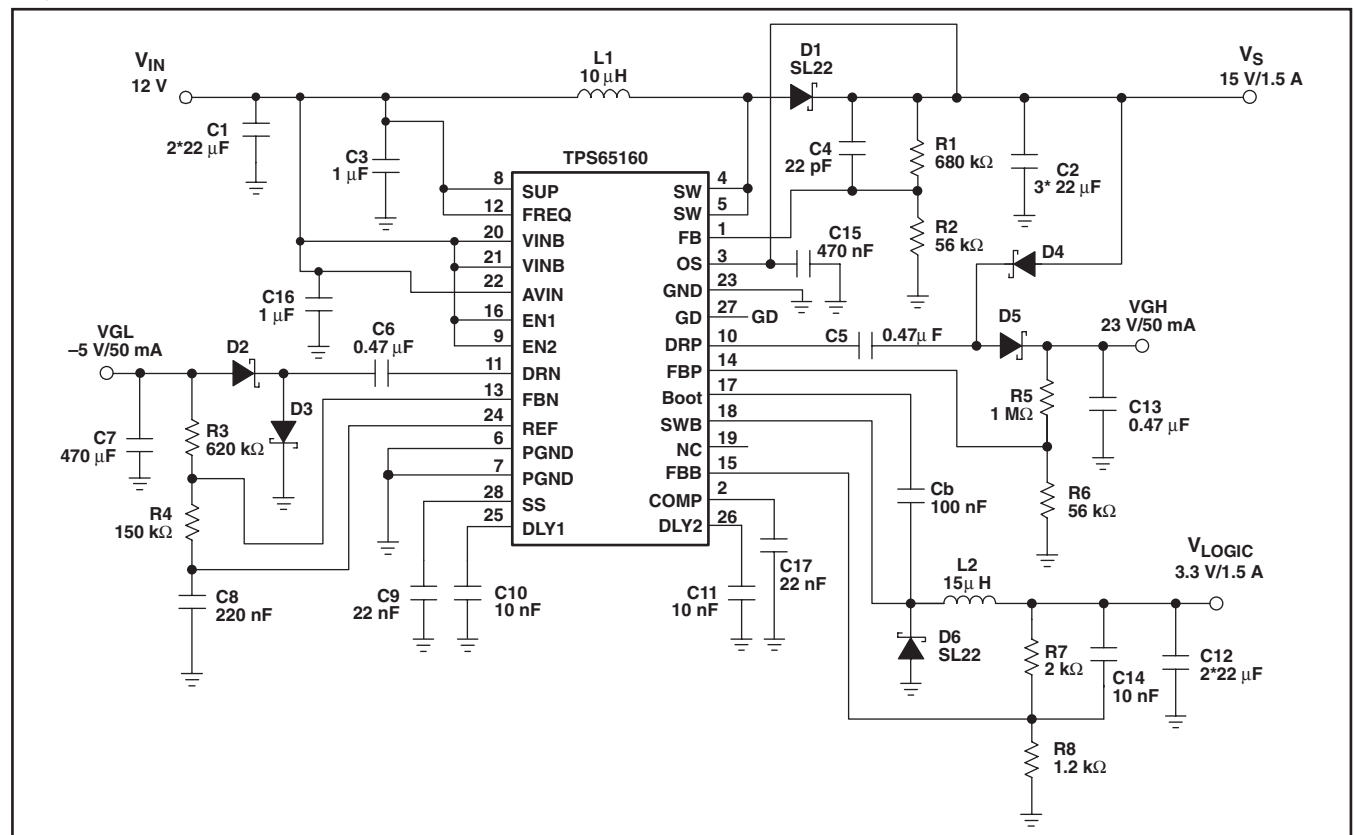 V_IN
12 V
L1
10 μH
D1
SL22
V_S
15 V/1.5 A
C1
2*22 μF
C3
1 μF
C4
22 pF
R1
680 kΩ
C2
3* 22 μF
TPS65160
8
SUP
12
FREQ
20
VINB
21
VINB
22
AVIN
16
EN1
9
EN2
11
DRN
13
FBN
24
REF
6
PGND
7
PGND
28
SS
25
DLY1
4
SW
5
SW
1
FB
3
OS
23
GND
27
GD
GD
10
DRP
14
FBP
17
Boot
18
SWB
19
NC
15
FBB
2
COMP
26
DLY2
R2
56 kΩ
C15
470 nF
D4
C16
1 μF
VGL
–5 V/50 mA
D2
C6
0.47 μF
D3
C7
470 μF
R3
620 kΩ
R4
150 kΩ
C8
220 nF
C9
22 nF
C10
10 nF
C5
0.47μ F
D5
VGH
23 V/50 mA
R5
1 MΩ
C13
0.47 μF
R6
56 kΩ
Cb
100 nF
C17
22 nF
C11
10 nF
L2
15μ H
V_LOGIC
3.3 V/1.5 A
D6
SL22
R7
2 kΩ
C14
10 nF
C12
2*22 μF
R8
1.2 kΩ